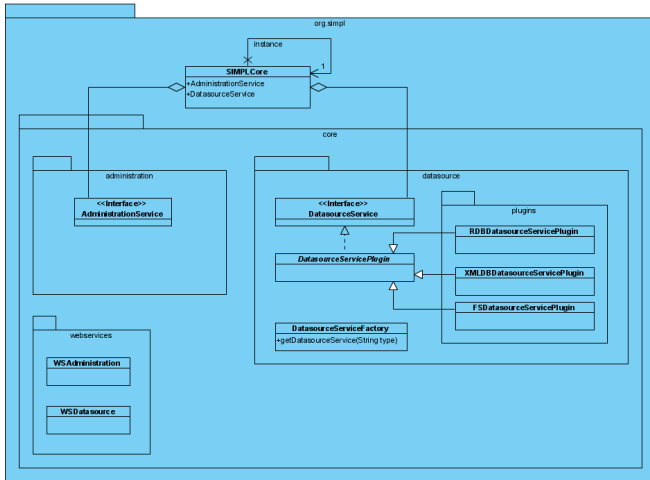 org.simpl
instance
1
SIMPLCore
+AdministrationService
+DatasourceService
core
administration
<<Interface>>
AdministrationService
datasource
<<Interface>>
DatasourceService
plugins
RDBDatasourceServicePlugin
DatasourceServicePlugin
XMLDBDatasourceServicePlugin
FSDatasourceServicePlugin
DatasourceServiceFactory
+getDatasourceService(String type)
webservices
WSAdministration
WSDatasource